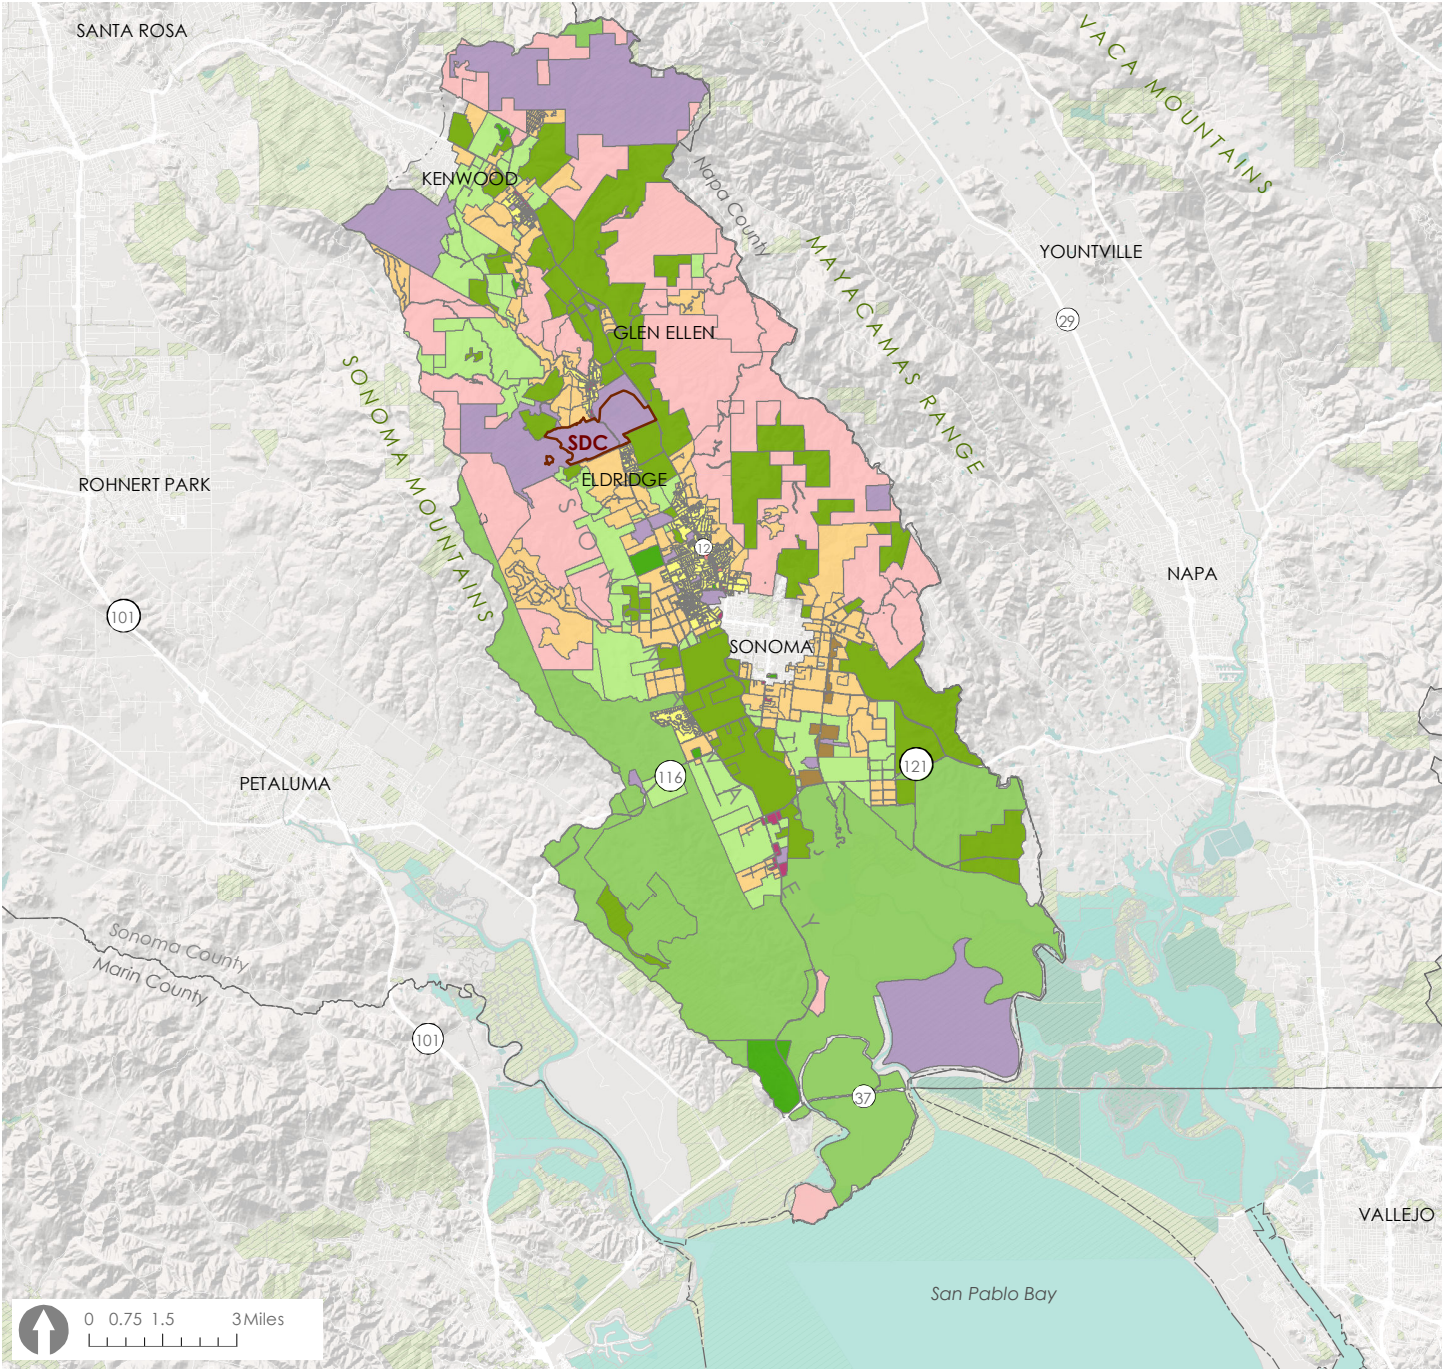 SANTA ROSA
VACA MOUNTAINS
KENWOOD
Napa County
YOUNTVILLE
MAYACAMAS RANGE
29
GLEN ELLEN
SONOMA MOUNTAINS
SDC
ROHNERT PARK
ELDRIDGE
12
NAPA
101
SONOMA
121
116
PETALUMA
Sonoma County
Marin County
101
37
VALLEJO
San Pablo Bay
0 0.75 1.5 3 Miles